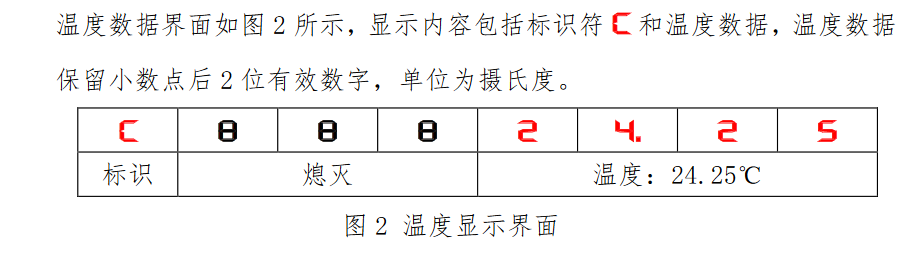 温度数据界面如图 2 所示，显示内容包括标识符 C 和温度数据，温度数据
保留小数点后 2 位有效数字，单位为摄氏度。
C 8 8 8 2 4. 2 5
标识 熄灭 温度：24.25℃
图 2 温度显示界面